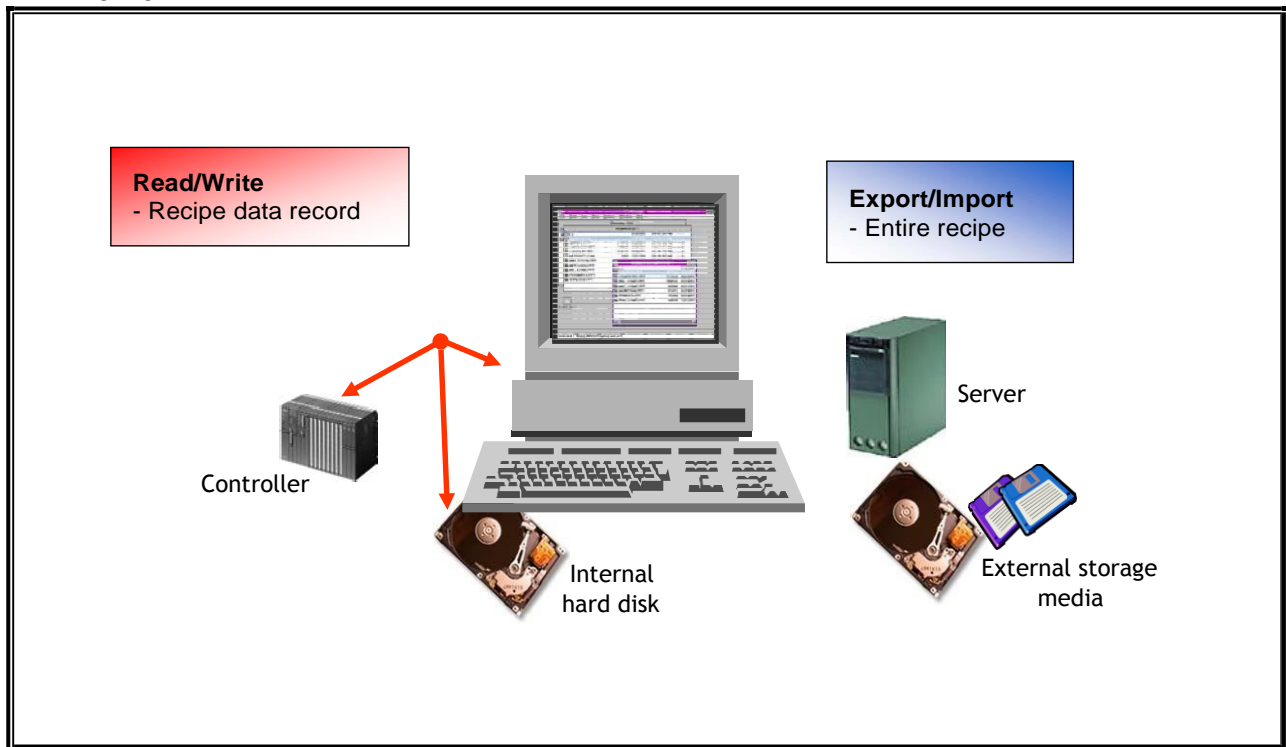 Read/Write
- Recipe data record
Export/Import
- Entire recipe
Server
Controller
Internal
hard disk
External storage
media